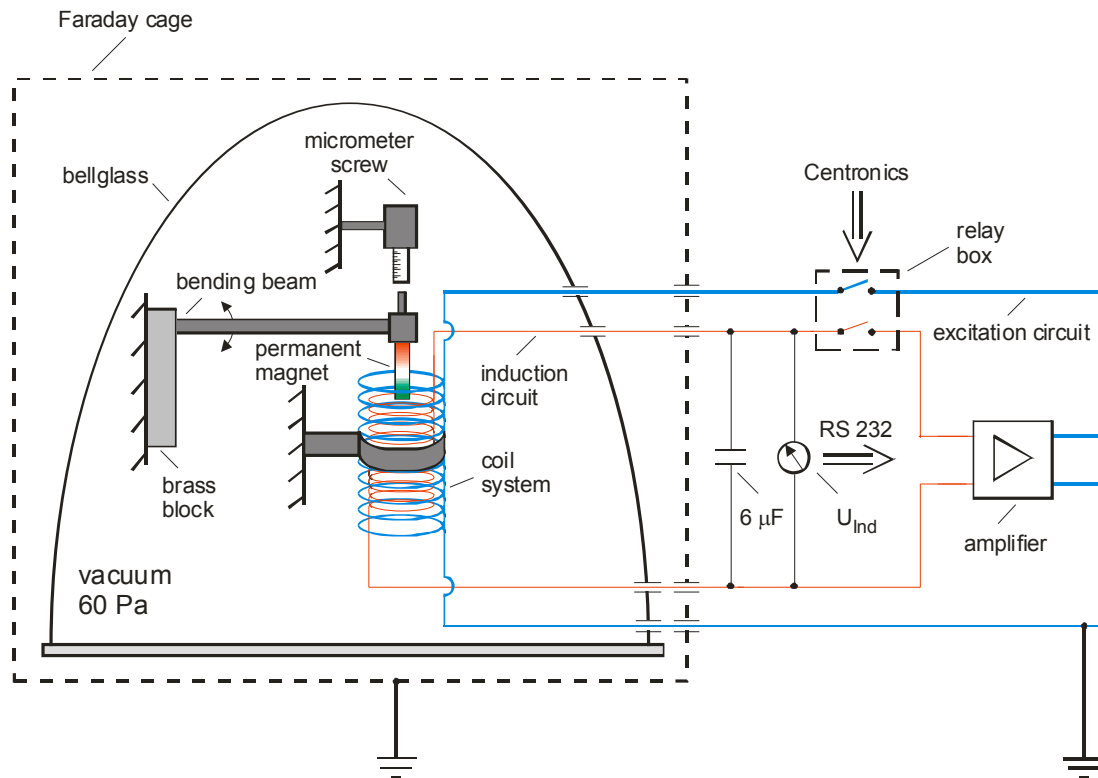 Faraday cage
micrometer
screw
bellglass
Centronics
relay
box
bending beam
excitation circuit
permanent
magnet
induction
circuit
RS 232
coil
system
brass
block
6 µF
U_Ind
amplifier
vacuum
60 Pa